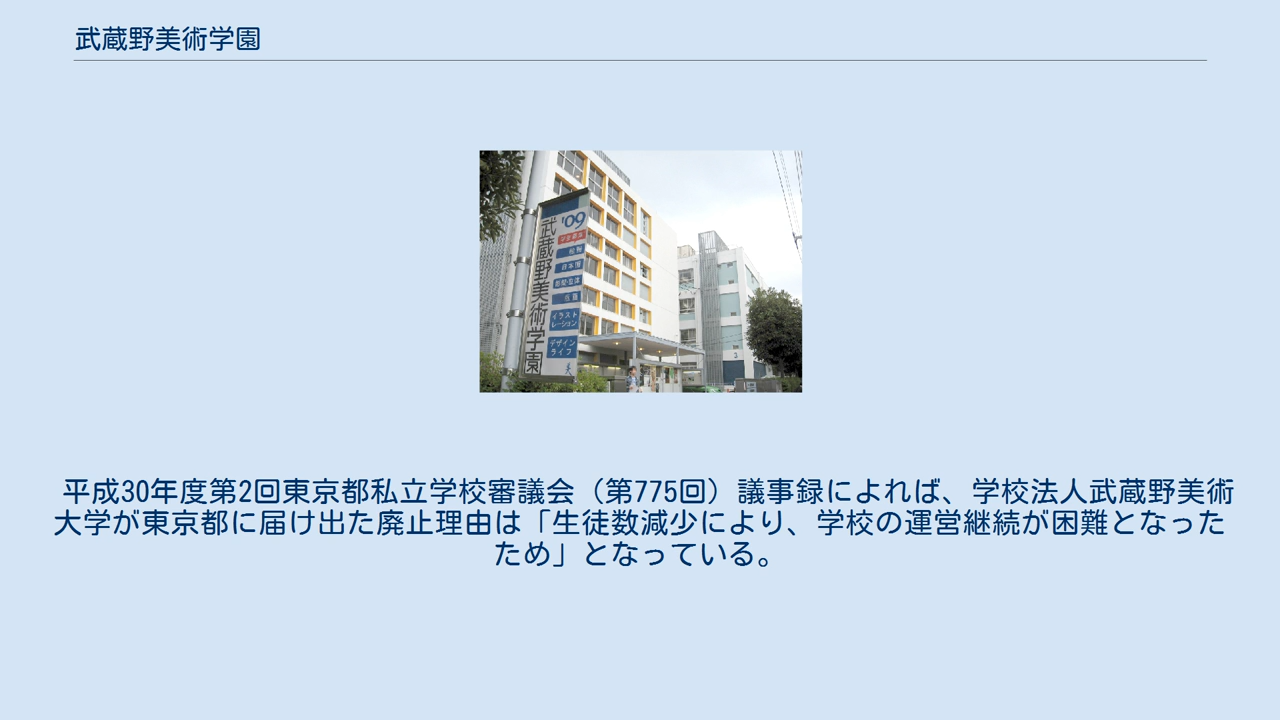 武蔵野美術学園
'09
武蔵野美術学園
イラスト
レーション
デザイン
ライフ
平成30年度第2回東京都私立学校審議会（第775回）議事録によれば、学校法人武蔵野美術
大学が東京都に届け出た廃止理由は「生徒数減少により、学校の運営継続が困難となった
ため」となっている。